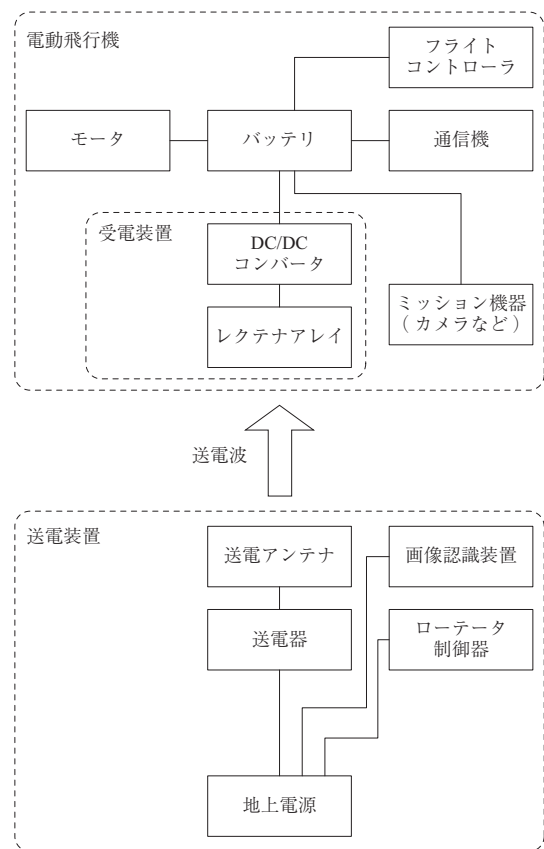 電動飛行機
フライト
コントローラ
モータ
バッテリ
通信機
受電装置
DC/DC
コンバータ
レクテナアレイ
ミッション機器
( カメラなど )
送電波
送電装置
送電アンテナ
画像認識装置
送電器
ローテータ
制御器
地上電源